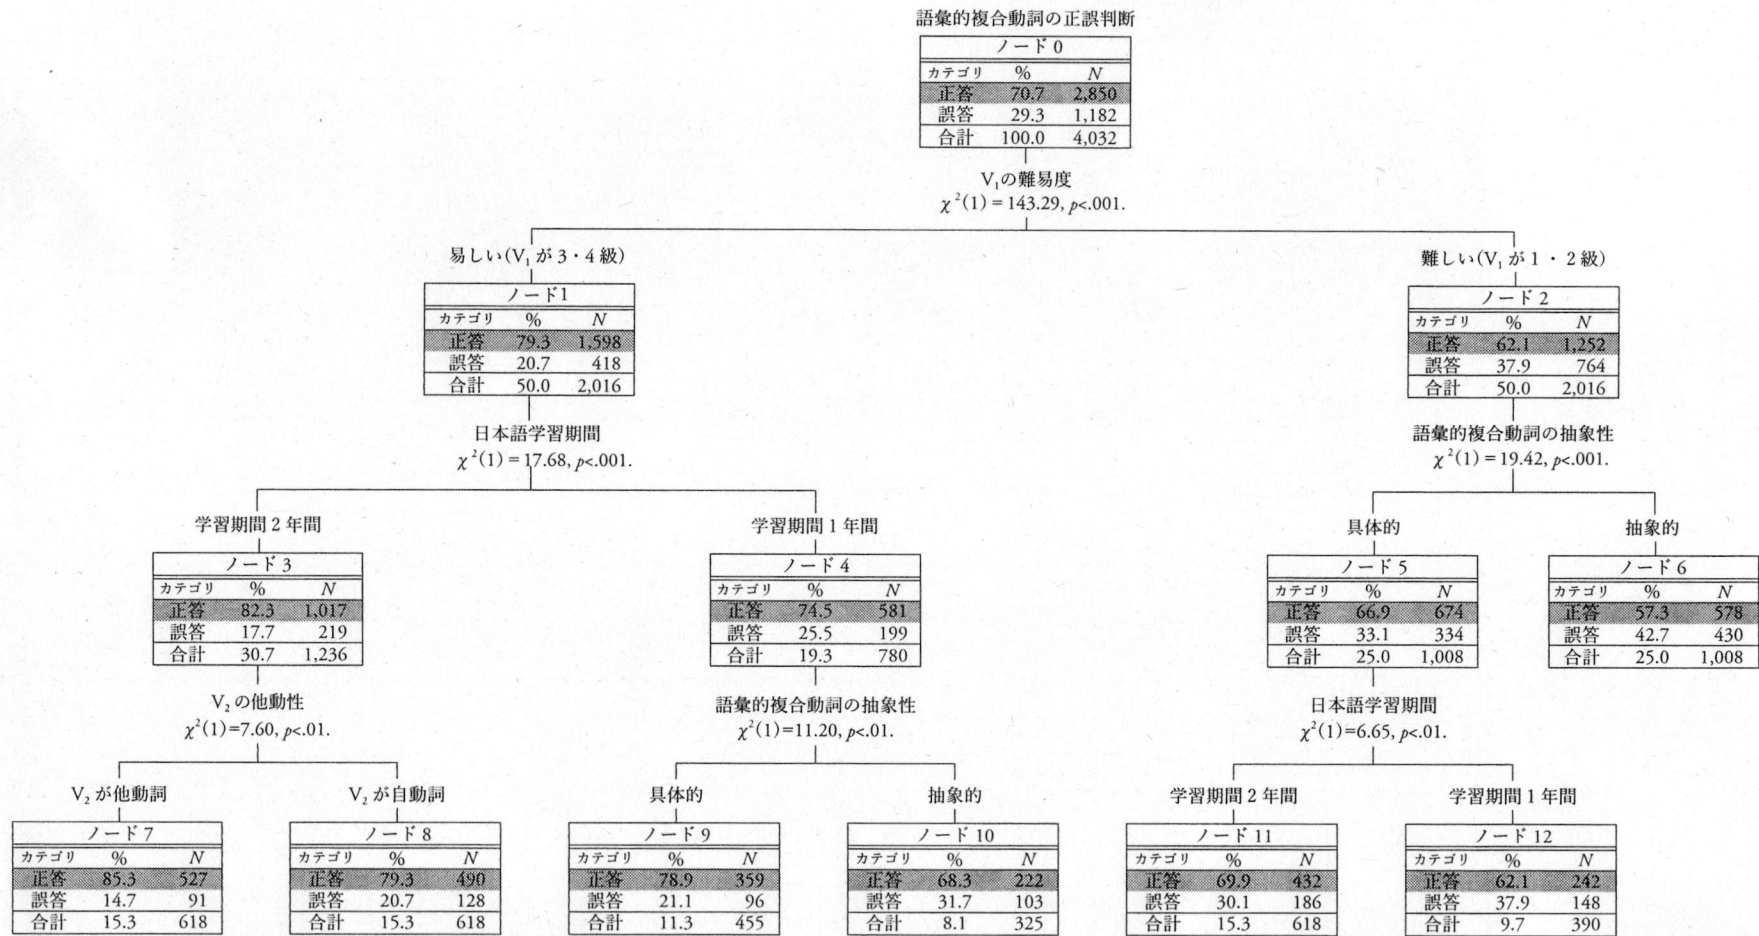 語彙的複合動詞の正誤判断
ノード 0
カテゴリ % N
正答 70.7 2,850
誤答 29.3 1,182
合計 100.0 4,032
V₁の難易度
χ²(1) = 143.29, p<.001.
易しい(V₁ が 3・4 級)
ノード1
カテゴリ % N
正答 79.3 1,598
誤答 20.7 418
合計 50.0 2,016
日本語学習期間
χ²(1) = 17.68, p<.001.
難しい(V₁ が 1・2 級)
ノード 2
カテゴリ % N
正答 62.1 1,252
誤答 37.9 764
合計 50.0 2,016
語彙的複合動詞の抽象性
χ²(1) = 19.42, p<.001.
学習期間 2 年間
ノード 3
カテゴリ % N
正答 82.3 1,017
誤答 17.7 219
合計 30.7 1,236
V₂ の他動性
χ²(1)=7.60, p<.01.
学習期間 1 年間
ノード 4
カテゴリ % N
正答 74.5 581
誤答 25.5 199
合計 19.3 780
語彙的複合動詞の抽象性
χ²(1)=11.20, p<.01.
具体的
ノード 5
カテゴリ % N
正答 66.9 674
誤答 33.1 334
合計 25.0 1,008
日本語学習期間
χ²(1)=6.65, p<.01.
抽象的
ノード 6
カテゴリ % N
正答 57.3 578
誤答 42.7 430
合計 25.0 1,008
V₂ が他動詞
ノード 7
カテゴリ % N
正答 85.3 527
誤答 14.7 91
合計 15.3 618
V₂ が自動詞
ノード 8
カテゴリ % N
正答 79.3 490
誤答 20.7 128
合計 15.3 618
具体的
ノード 9
カテゴリ % N
正答 78.9 359
誤答 21.1 96
合計 11.3 455
抽象的
ノード 10
カテゴリ % N
正答 68.3 222
誤答 31.7 103
合計 8.1 325
学習期間 2 年間
ノード 11
カテゴリ % N
正答 69.9 432
誤答 30.1 186
合計 15.3 618
学習期間 1 年間
ノード 12
カテゴリ % N
正答 62.1 242
誤答 37.9 148
合計 9.7 390